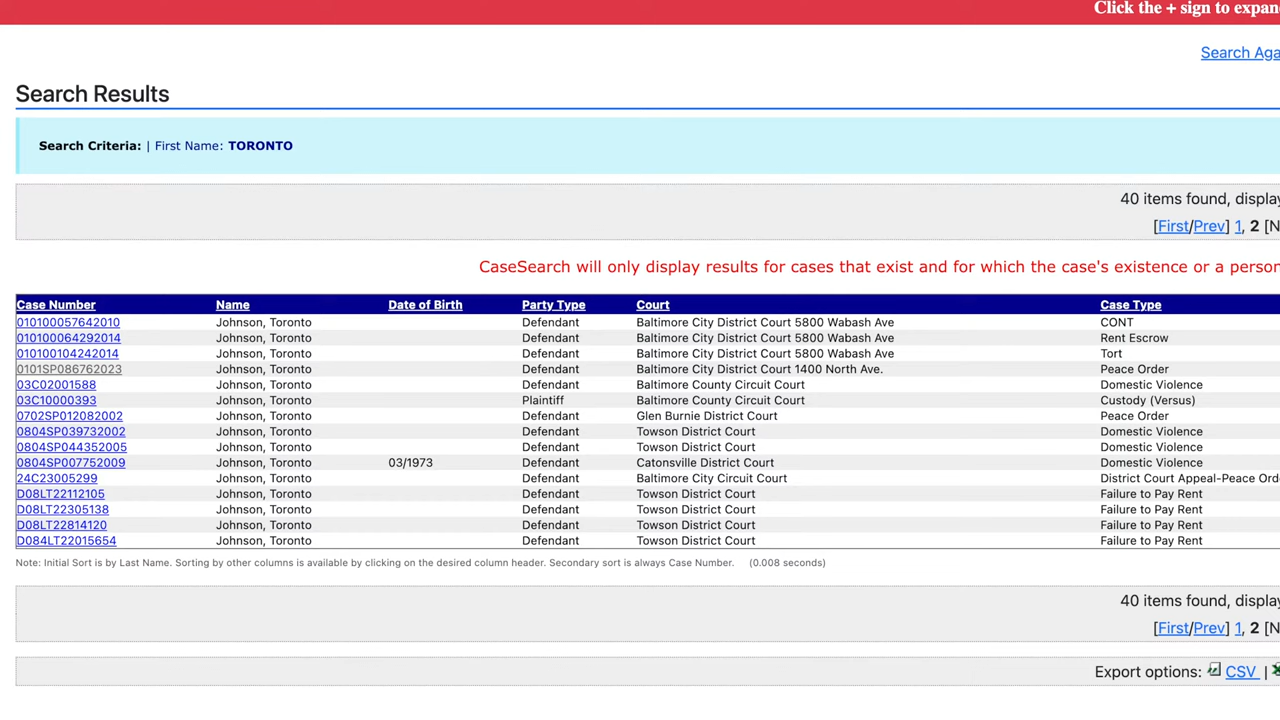 Click the + sign to expan
Search Aga
Search Results
Search Criteria: | First Name: TORONTO
40 items found, display
[First/Prev] 1, 2 [N
CaseSearch will only display results for cases that exist and for which the case's existence or a person
Case Number Name Date of Birth Party Type Court Case Type
010100057642010 Johnson, Toronto Defendant Baltimore City District Court 5800 Wabash Ave CONT
010100064292014 Johnson, Toronto Defendant Baltimore City District Court 5800 Wabash Ave Rent Escrow
010100104242014 Johnson, Toronto Defendant Baltimore City District Court 5800 Wabash Ave Tort
0101SP086762023 Johnson, Toronto Defendant Baltimore City District Court 1400 North Ave. Peace Order
03C02001588 Johnson, Toronto Defendant Baltimore County Circuit Court Domestic Violence
03C10000393 Johnson, Toronto Plaintiff Baltimore County Circuit Court Custody (Versus)
0702SP012082002 Johnson, Toronto Defendant Glen Burnie District Court Peace Order
0804SP039732002 Johnson, Toronto Defendant Towson District Court Domestic Violence
0804SP044352005 Johnson, Toronto Defendant Towson District Court Domestic Violence
0804SP007752009 Johnson, Toronto 03/1973 Defendant Catonsville District Court Domestic Violence
24C23005299 Johnson, Toronto Defendant Baltimore City Circuit Court District Court Appeal-Peace Ord
D08LT22112105 Johnson, Toronto Defendant Towson District Court Failure to Pay Rent
D08LT22305138 Johnson, Toronto Defendant Towson District Court Failure to Pay Rent
D08LT22814120 Johnson, Toronto Defendant Towson District Court Failure to Pay Rent
D084LT22015654 Johnson, Toronto Defendant Towson District Court Failure to Pay Rent
Note: Initial Sort is by Last Name. Sorting by other columns is available by clicking on the desired column header. Secondary sort is always Case Number. (0.008 seconds)
40 items found, display
[First/Prev] 1, 2 [N
Export options: CSV |